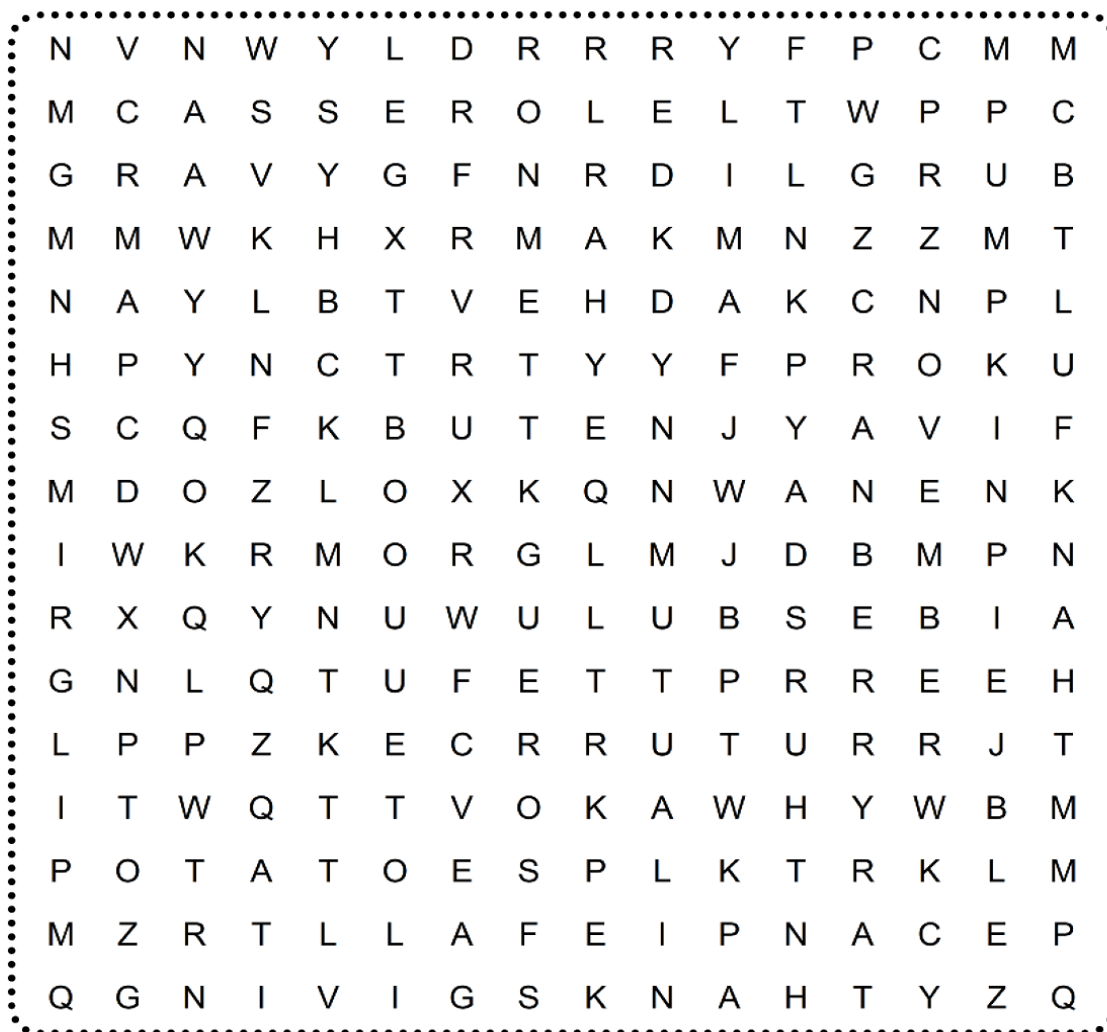 N V N W Y L D R R R Y F P C M M
M C A S S E R O L E L T W P P C
G R A V Y G F N R D I L G R U B
M M W K H X R M A K M N Z Z M T
N A Y L B T V E H D A K C N P L
H P Y N C T R T Y Y F P R O K U
S C Q F K B U T E N J Y A V I F
M D O Z L O X K Q N W A N E N K
I W K R M O R G L M J D B M P N
R X Q Y N U W U L U B S E B I A
G N L Q T U F E T T P R R E E H
L P P Z K E C R R U T U R R J T
I T W Q T T V O K A W H Y W B M
P O T A T O E S P L K T R K L M
M Z R T L L A F E I P N A C E P
Q G N I V I G S K N A H T Y Z Q